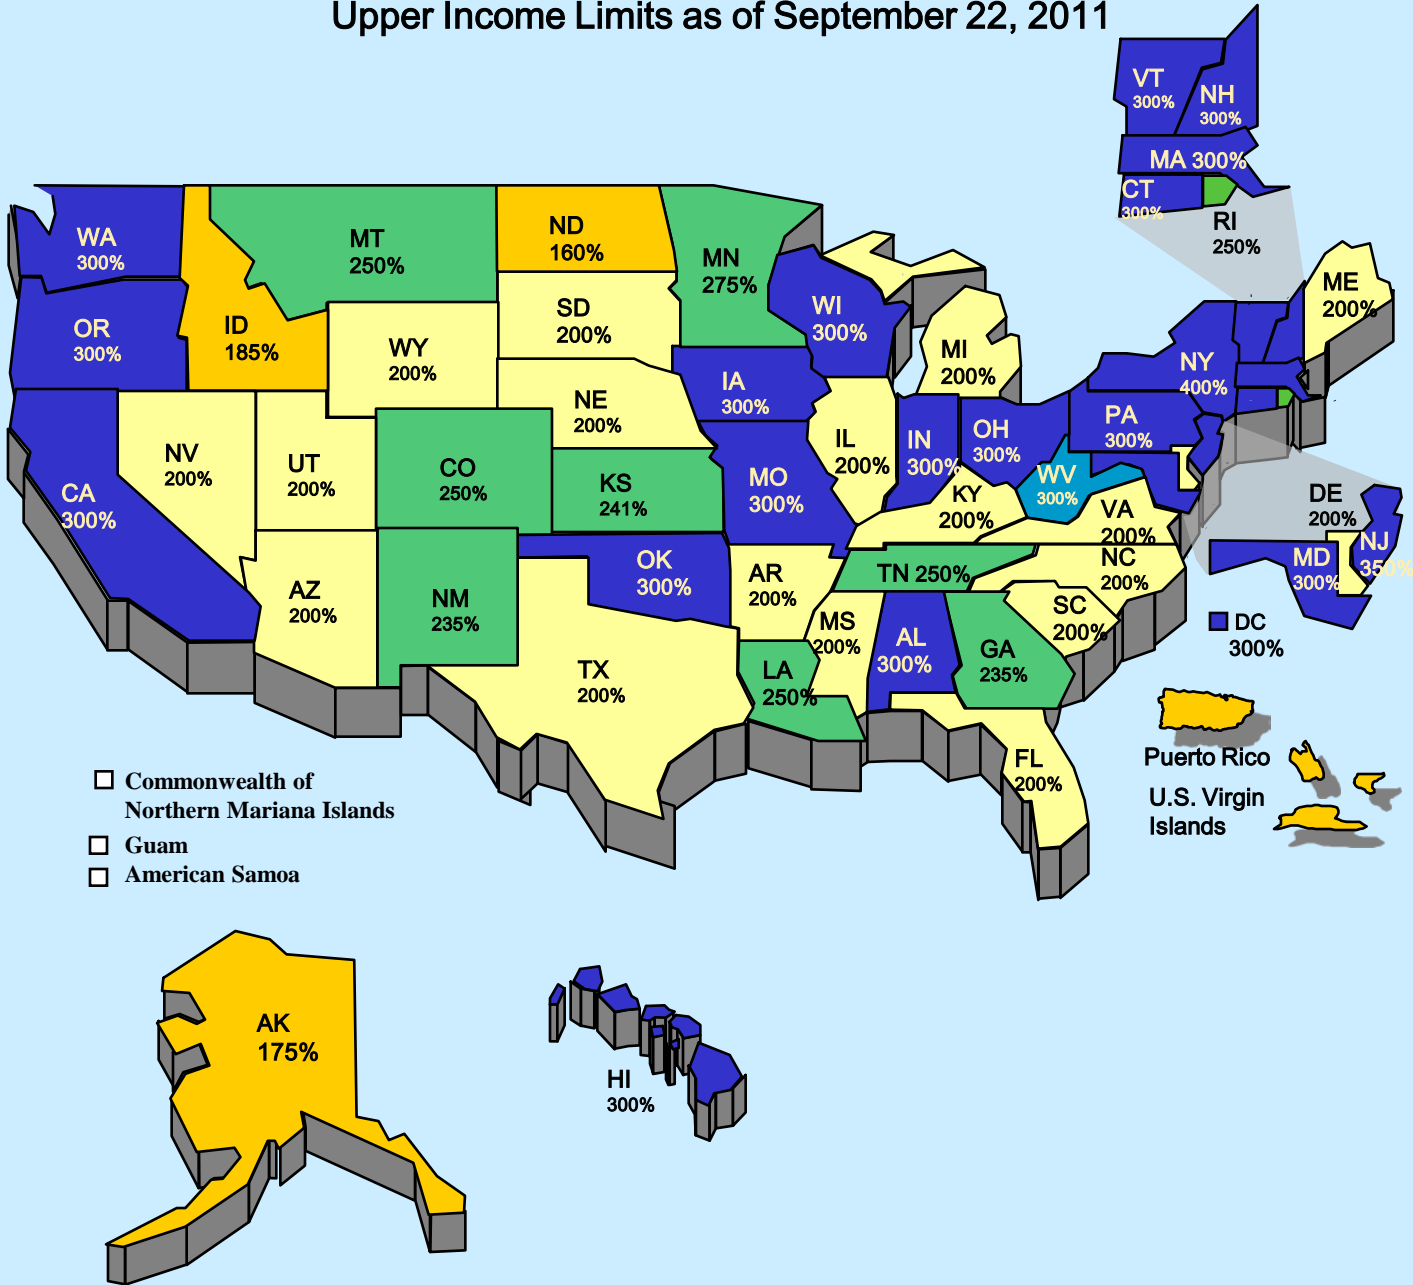 Upper Income Limits as of September 22, 2011
VT
300%
NH
300%
MA 300%
CT
300%
RI
250%
WA
300%
MT
250%
ND
160%
MN
275%
ME
200%
OR
300%
ID
185%
WY
200%
SD
200%
WI
300%
MI
200%
NY
400%
IA
300%
NE
200%
PA
300%
NV
200%
UT
200%
CO
250%
KS
241%
MO
300%
IL
200%
IN
300%
OH
300%
WV
300%
KY
200%
VA
200%
CA
300%
DE
200%
NJ
350%
MD
300%
DC
300%
AZ
200%
NM
235%
OK
300%
AR
200%
TN 250%
NC
200%
SC
200%
MS
200%
AL
300%
GA
235%
TX
200%
LA
250%
FL
200%
Puerto Rico
U.S. Virgin
Islands
Commonwealth of
Northern Mariana Islands
Guam
American Samoa
AK
175%
HI
300%